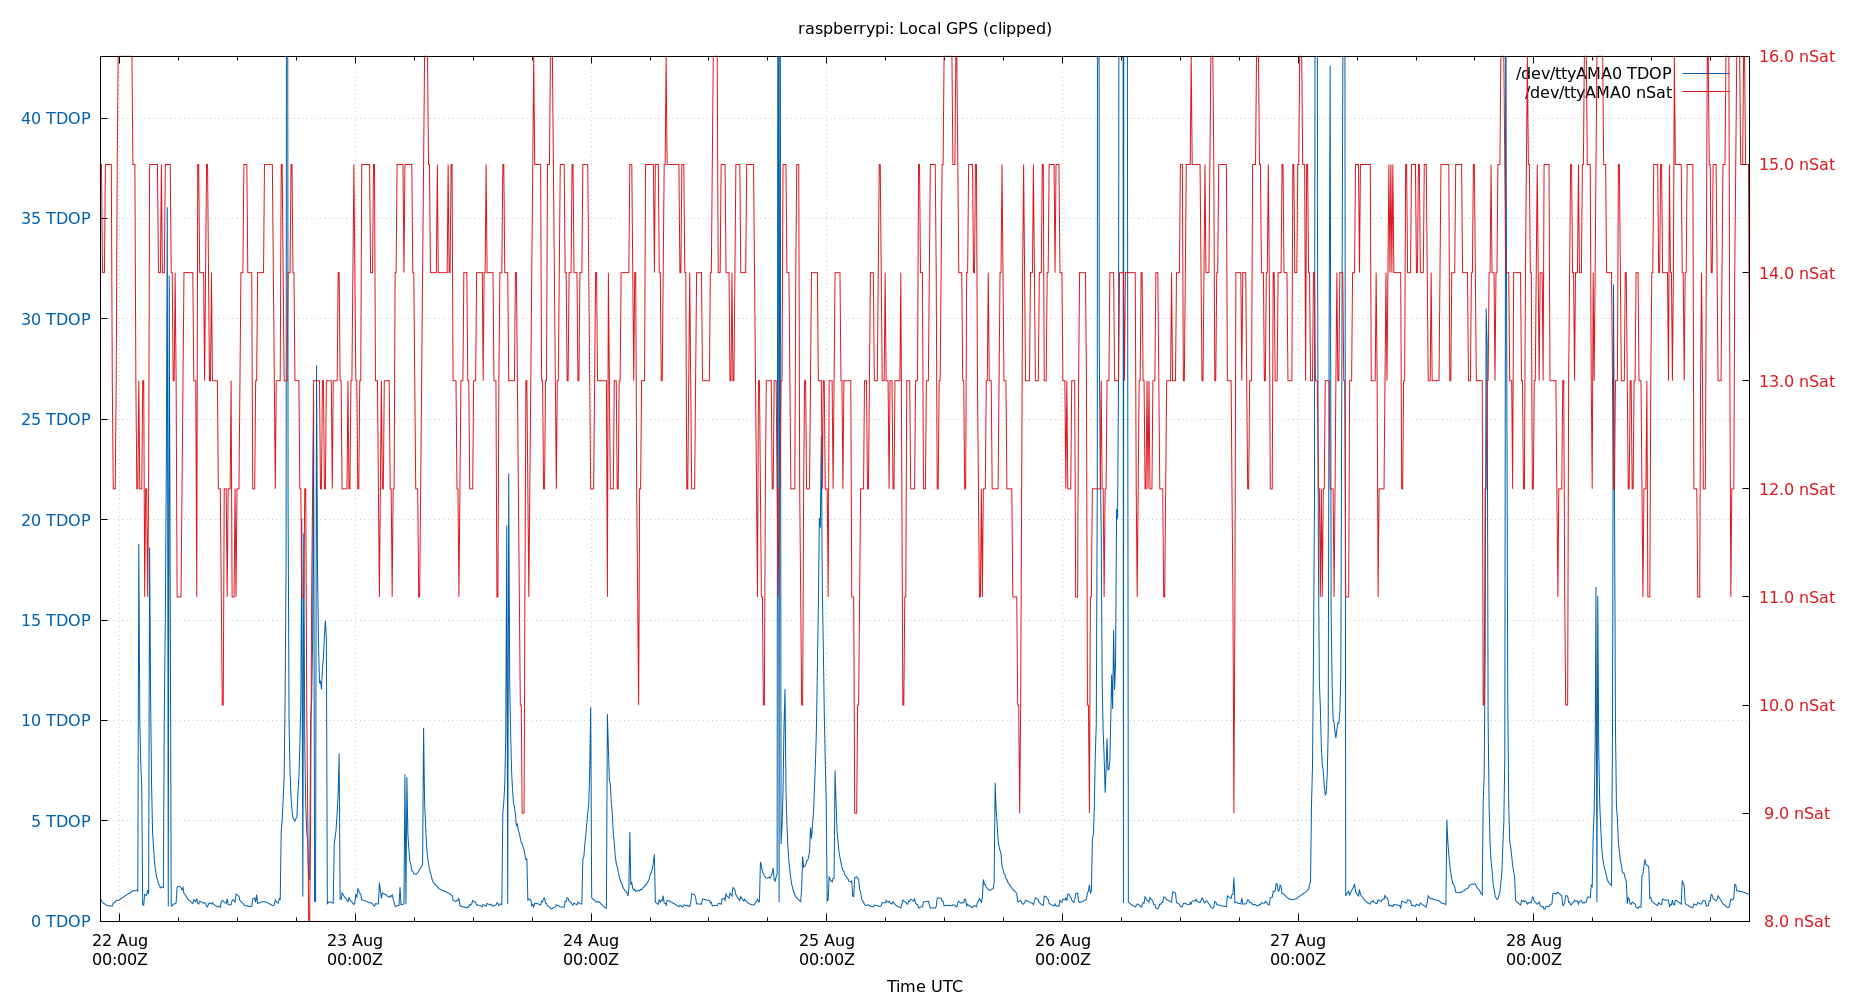 raspberrypi: Local GPS (clipped)
/dev/ttyAMA0 TDOP
/dev/ttyAMA0 nSat
40 TDOP
35 TDOP
30 TDOP
25 TDOP
20 TDOP
15 TDOP
10 TDOP
5 TDOP
0 TDOP
16.0 nSat
15.0 nSat
14.0 nSat
13.0 nSat
12.0 nSat
11.0 nSat
10.0 nSat
9.0 nSat
8.0 nSat
22 Aug
00:00Z
23 Aug
00:00Z
24 Aug
00:00Z
25 Aug
00:00Z
26 Aug
00:00Z
27 Aug
00:00Z
28 Aug
00:00Z
Time UTC